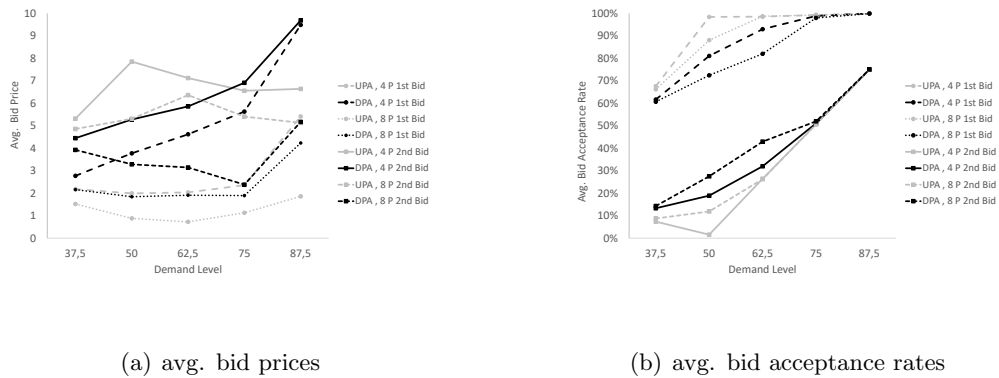 10
9
8
7
6
5
4
3
2
1
0
Avg. Bid Price
37,5 50 62,5 75 87,5
Demand Level
UPA , 4 P 1st Bid
DPA , 4 P 1st Bid
UPA , 8 P 1st Bid
DPA , 8 P 1st Bid
UPA , 4 P 2nd Bid
DPA , 4 P 2nd Bid
UPA , 8 P 2nd Bid
DPA , 8 P 2nd Bid
(a) avg. bid prices
100%
90%
80%
70%
60%
50%
40%
30%
20%
10%
0%
Avg. Bid Acceptance Rate
37,5 50 62,5 75 87,5
Demand Level
UPA , 4 P 1st Bid
DPA , 4 P 1st Bid
UPA , 8 P 1st Bid
DPA , 8 P 1st Bid
UPA , 4 P 2nd Bid
DPA , 4 P 2nd Bid
UPA , 8 P 2nd Bid
DPA , 8 P 2nd Bid
(b) avg. bid acceptance rates